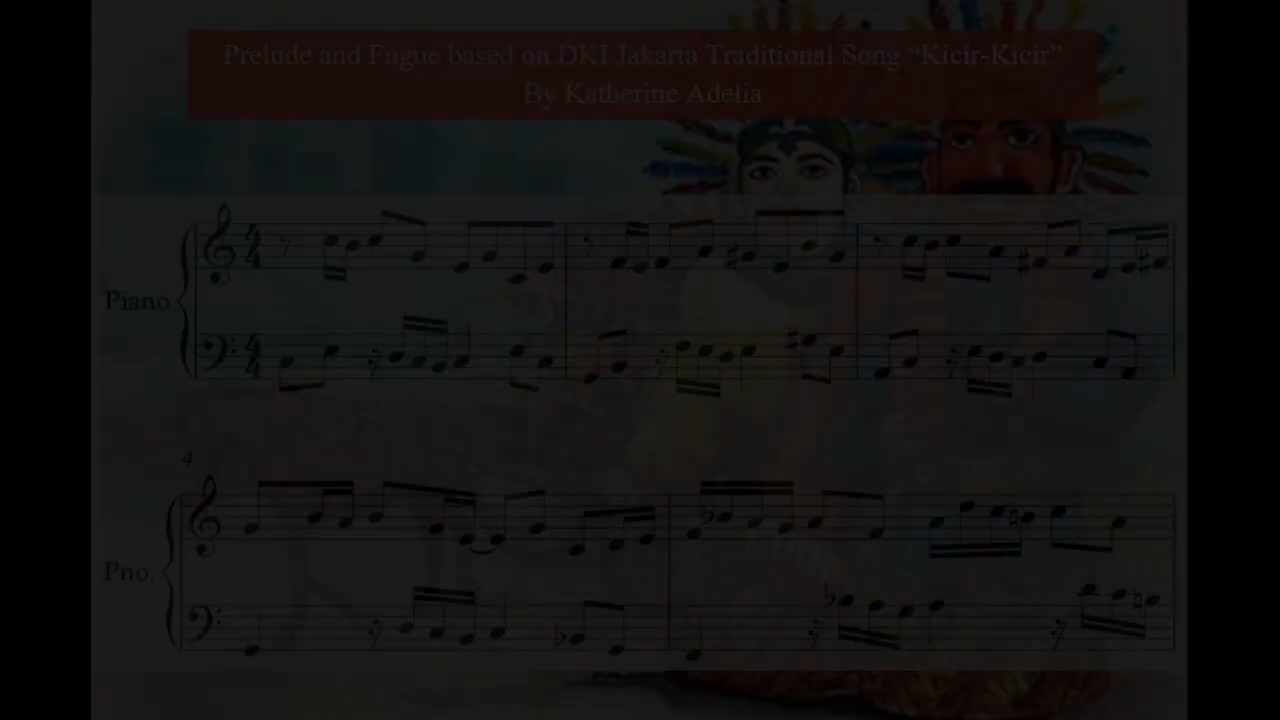 Prelude and Fugue based on DKI Jakarta Traditional Song “Kicir-Kicir”
By Katherine Adelia
Piano
4
Pno.